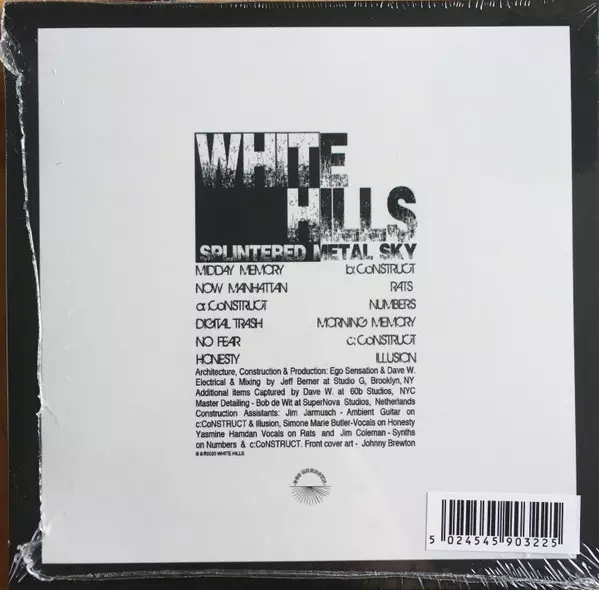 WHITE
HILLS
SPLINTERED METAL SKY
MIDDAY MEMORY b:CoNSTRUCT
NOW MANHATTAN RATS
a:CoNSTRUCT NUMBERS
DIGITAL TRASH MORNING MEMORY
NO FEAR c:CoNSTRUCT
HONESTY ILLUSION
Architecture, Construction & Production: Ego Sensation & Dave W.
Electrical & Mixing by Jeff Berner at Studio G, Brooklyn, NY
Additional items Captured by Dave W. at 60b Studios, NYC
Master Detailing - Bob de Wit at SuperNova Studios, Netherlands
Construction Assistants: Jim Jarmusch - Ambient Guitar on
c:CoNSTRUCT & Illusion, Simone Marie Butler-Vocals on Honesty
Yasmine Hamdan Vocals on Rats and Jim Coleman - Synths
on Numbers & c:CoNSTRUCT. Front cover art - Johnny Brewton
℗ &©2020 WHITE HILLS
5 024545 903225